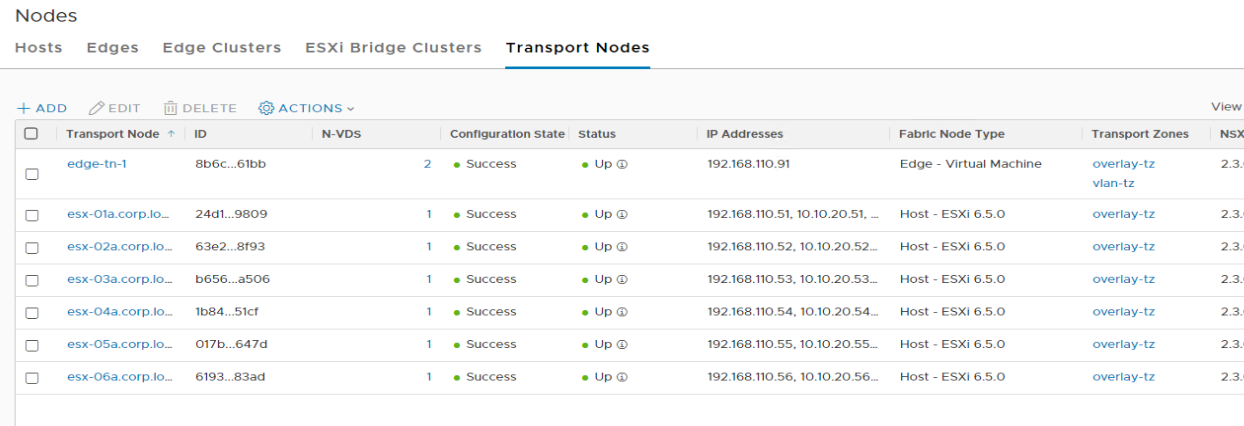 Nodes
Hosts Edges Edge Clusters ESXi Bridge Clusters Transport Nodes
+ ADD EDIT DELETE ACTIONS View
Transport Node ↑ ID N-VDS Configuration State Status IP Addresses Fabric Node Type Transport Zones NSX
edge-tn-1 8b6c...61bb 2 Success Up 192.168.110.91 Edge - Virtual Machine overlay-tz 2.3.
vlan-tz
esx-01a.corp.lo... 24d1...9809 1 Success Up 192.168.110.51, 10.10.20.51, ... Host - ESXi 6.5.0 overlay-tz 2.3.
esx-02a.corp.lo... 63e2...8f93 1 Success Up 192.168.110.52, 10.10.20.52... Host - ESXi 6.5.0 overlay-tz 2.3.
esx-03a.corp.lo... b656...a506 1 Success Up 192.168.110.53, 10.10.20.53... Host - ESXi 6.5.0 overlay-tz 2.3.
esx-04a.corp.lo... 1b84...51cf 1 Success Up 192.168.110.54, 10.10.20.54... Host - ESXi 6.5.0 overlay-tz 2.3.
esx-05a.corp.lo... 017b...647d 1 Success Up 192.168.110.55, 10.10.20.55... Host - ESXi 6.5.0 overlay-tz 2.3.
esx-06a.corp.lo... 6193...83ad 1 Success Up 192.168.110.56, 10.10.20.56... Host - ESXi 6.5.0 overlay-tz 2.3.